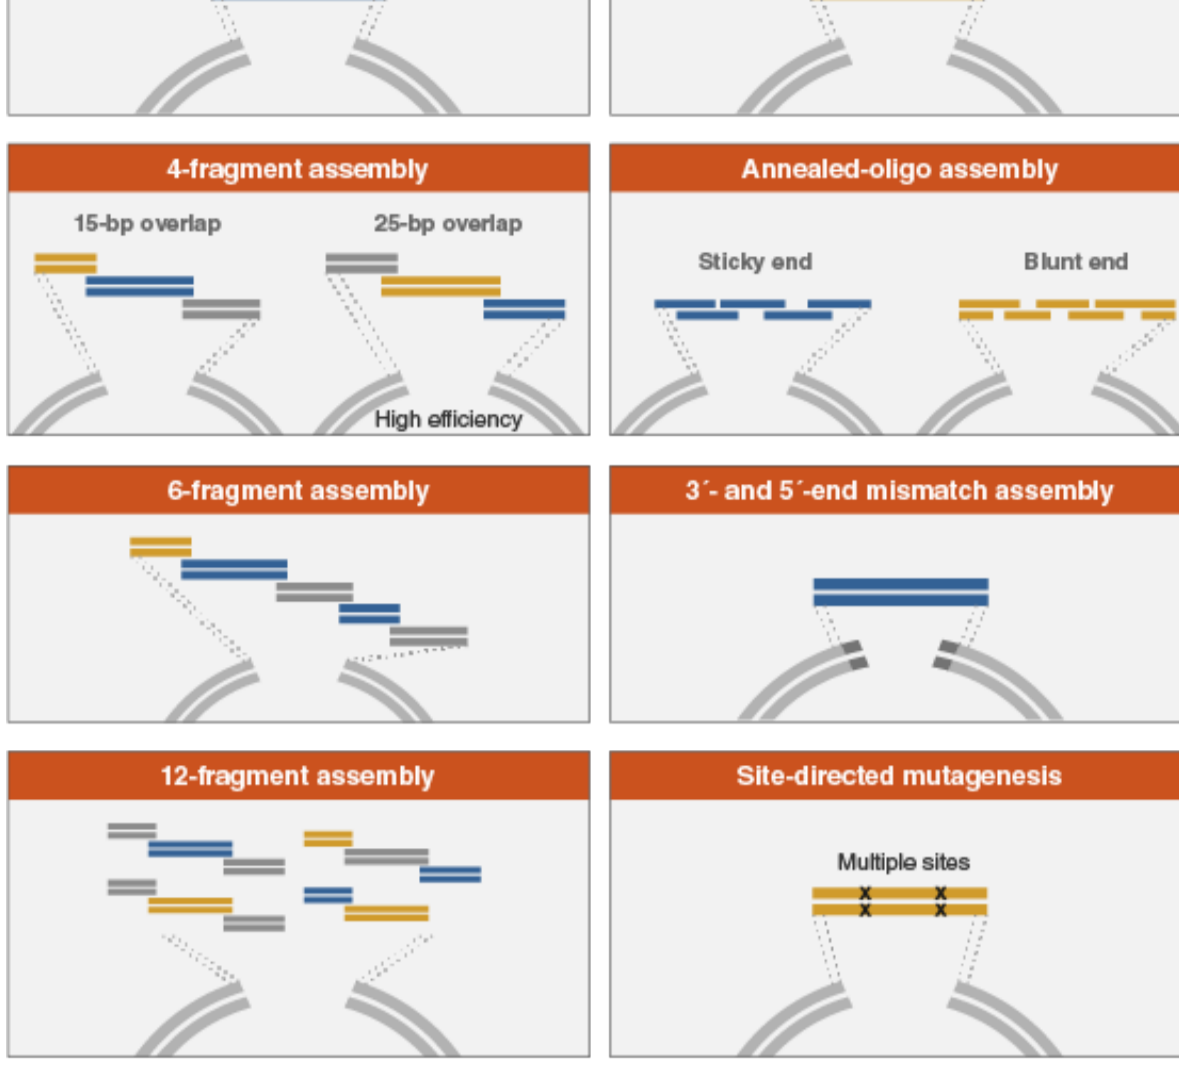 4-fragment assembly
15-bp overlap
25-bp overlap
High efficiency
Annealed-oligo assembly
Sticky end
Blunt end
6-fragment assembly
3´- and 5´-end mismatch assembly
12-fragment assembly
Site-directed mutagenesis
Multiple sites
x x
x x